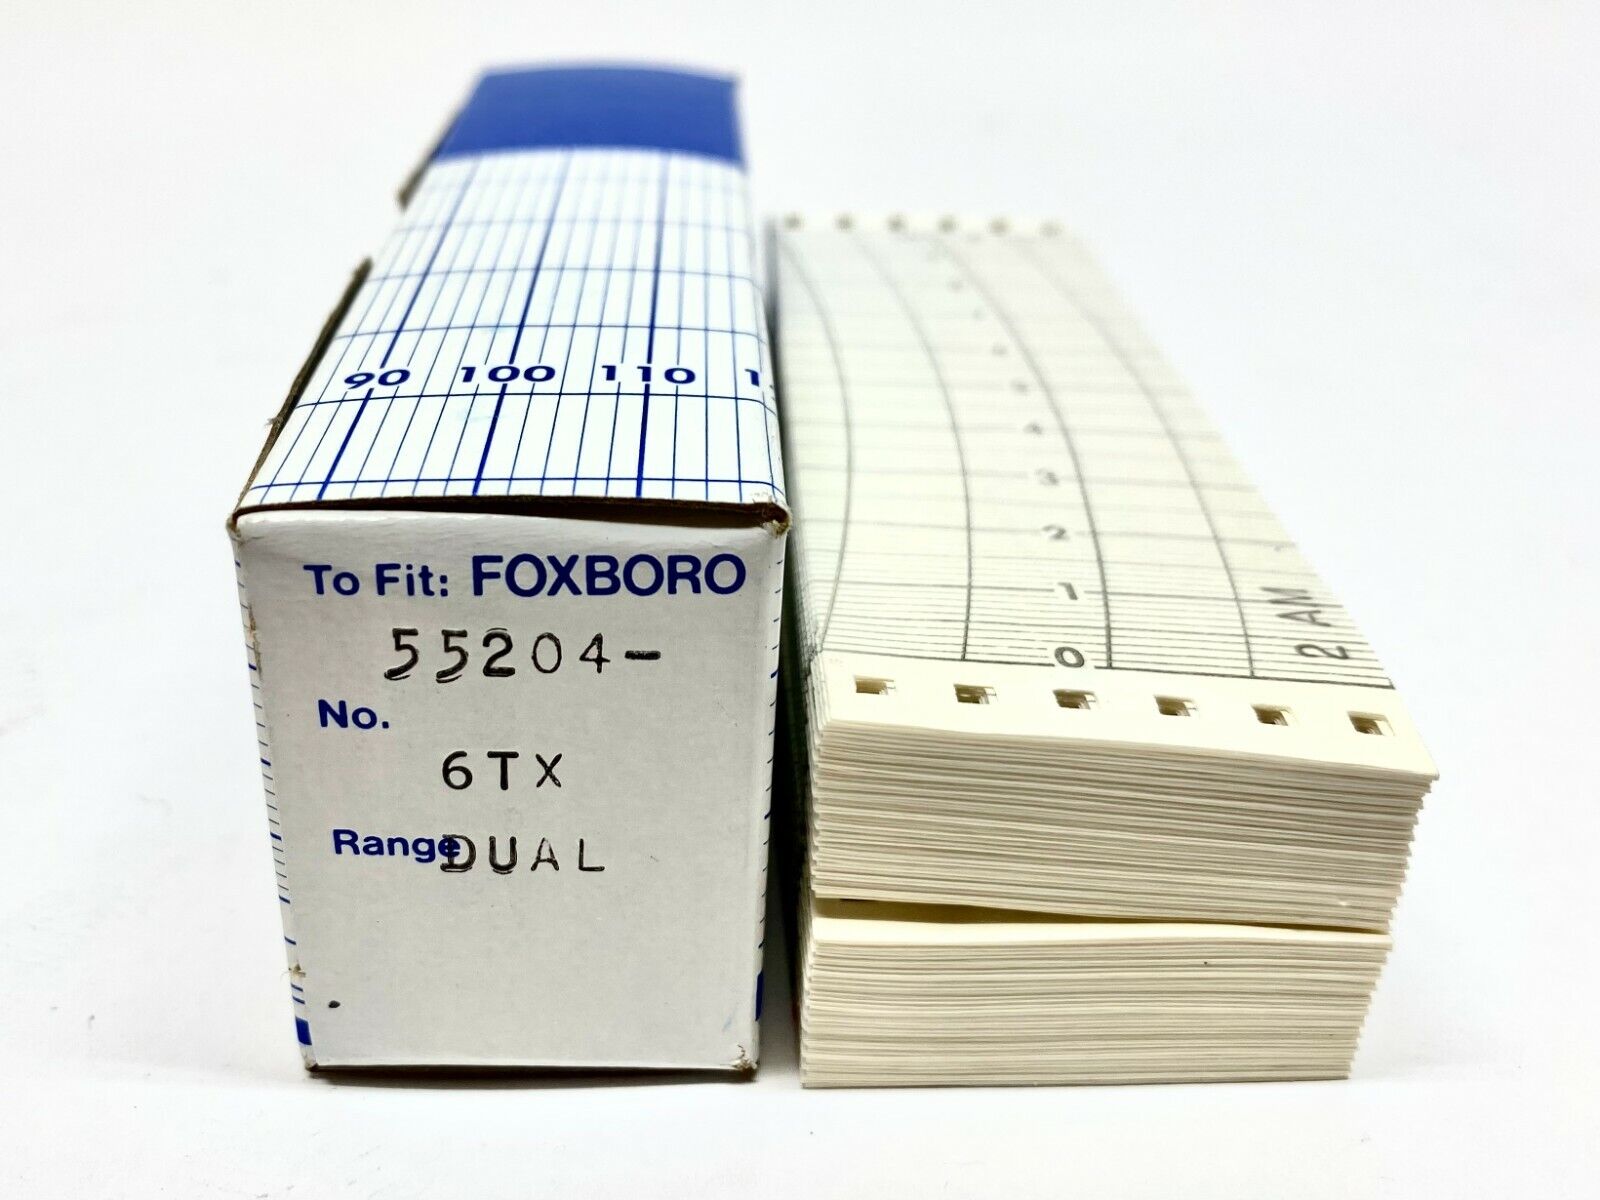 90 100 110
To Fit: FOXBORO
55204-
No.
6TX
Range DUAL
4
3
2
1
0
2 AM